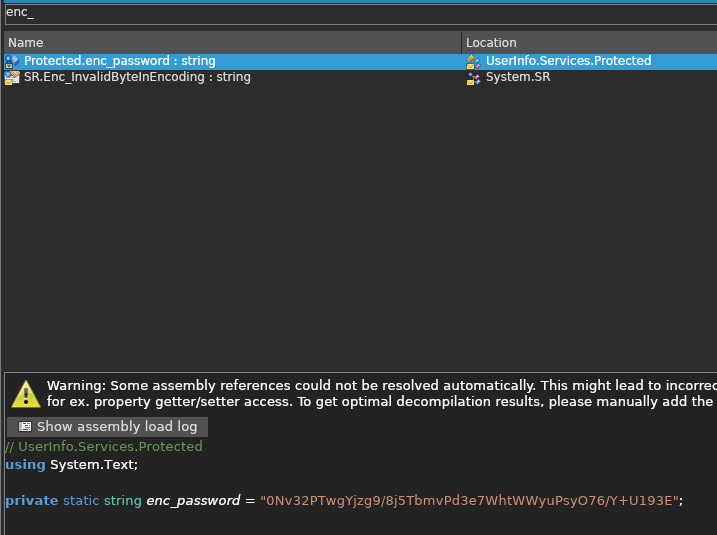 enc_
Name Location
Protected.enc_password : string UserInfo.Services.Protected
SR.Enc_InvalidByteInEncoding : string System.SR
Warning: Some assembly references could not be resolved automatically. This might lead to incorrec
for ex. property getter/setter access. To get optimal decompilation results, please manually add the
Show assembly load log
// UserInfo.Services.Protected
using System.Text;
private static string enc_password = "0Nv32PTwgYjzg9/8j5TbmvPd3e7WhtWWyuPsyO76/Y+U193E";